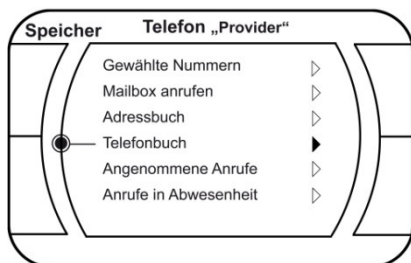 Speicher
Telefon „Provider“
Gewählte Nummern
Mailbox anrufen
Adressbuch
Telefonbuch
Angenommene Anrufe
Anrufe in Abwesenheit